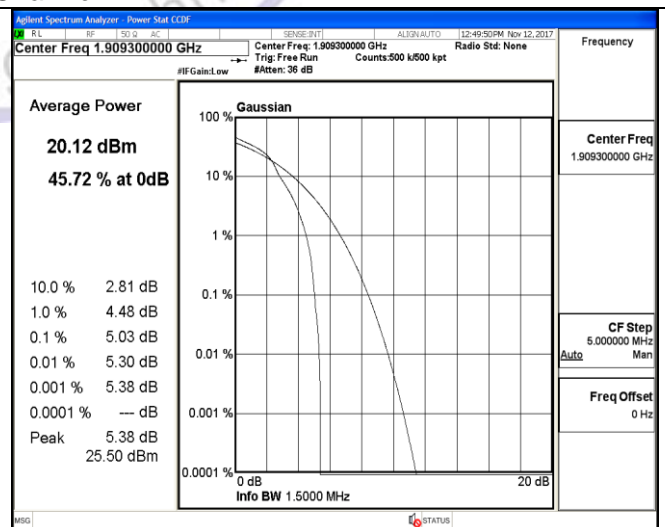 Agilent Spectrum Analyzer - Power Stat CCDF
RL RF 50 Ω AC SENSE:INT ALIGN AUTO 12:49:50PM Nov 12, 2017
Center Freq 1.909300000 GHz
Center Freq: 1.909300000 GHz Radio Std: None
Trig: Free Run Counts:500 k/500 kpt
#IFGain:Low #Atten: 36 dB
Frequency
Average Power
20.12 dBm
45.72 % at 0dB
10.0 % 2.81 dB
1.0 % 4.48 dB
0.1 % 5.03 dB
0.01 % 5.30 dB
0.001 % 5.38 dB
0.0001 % --- dB
Peak 5.38 dB
25.50 dBm
Gaussian
100 %
10 %
1 %
0.1 %
0.01 %
0.001 %
0.0001 %
0 dB 20 dB
Info BW 1.5000 MHz
Center Freq
1.909300000 GHz
CF Step
5.000000 MHz
Auto Man
Freq Offset
0 Hz
MSG STATUS